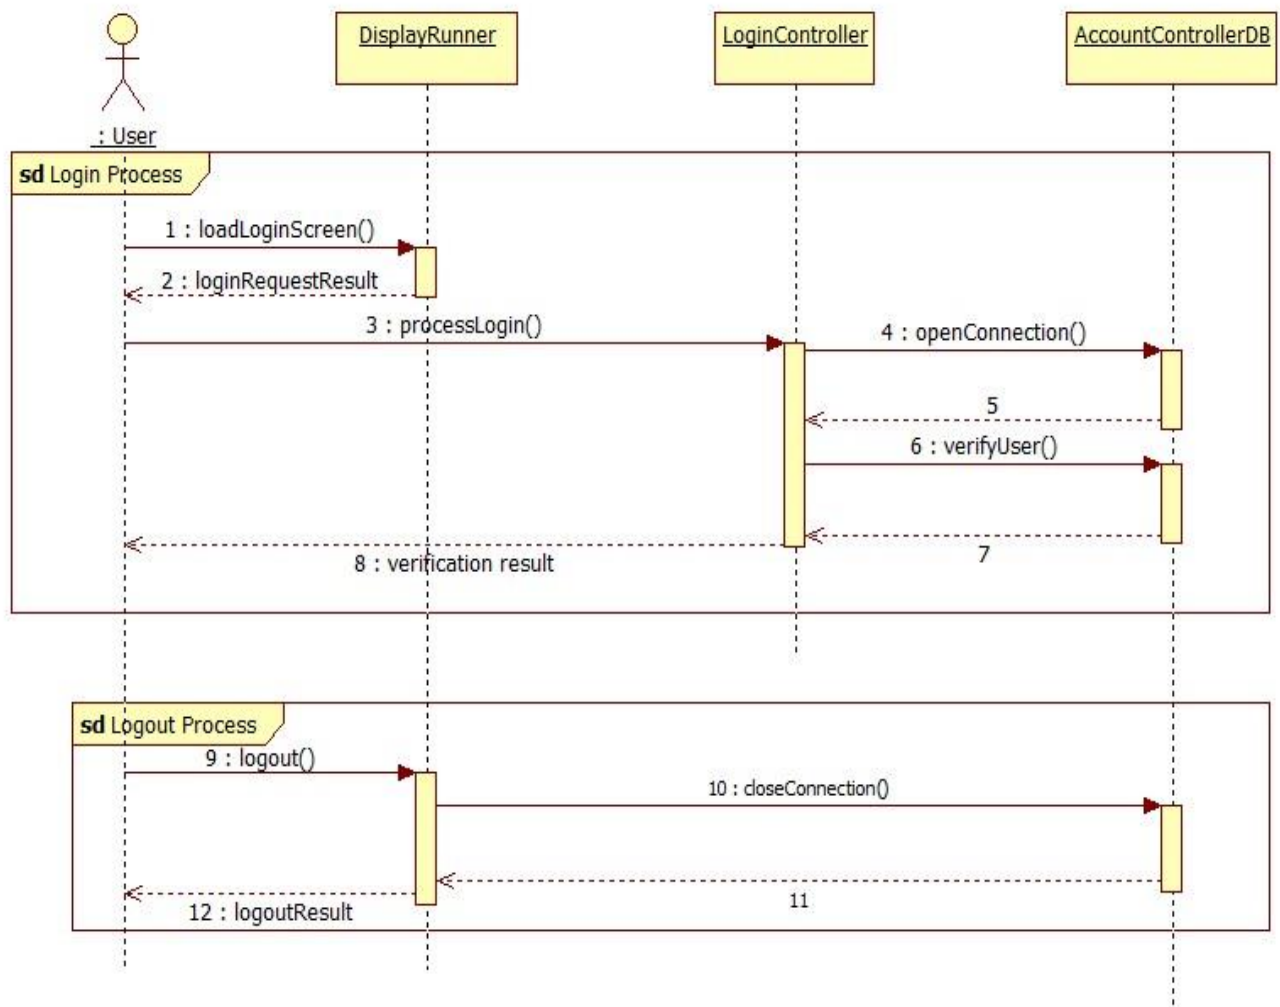 DisplayRunner
LoginController
AccountControllerDB
: User
sd Login Process
1 : loadLoginScreen()
2 : loginRequestResult
3 : processLogin()
4 : openConnection()
5
6 : verifyUser()
7
8 : verification result
sd Logout Process
9 : logout()
10 : closeConnection()
11
12 : logoutResult